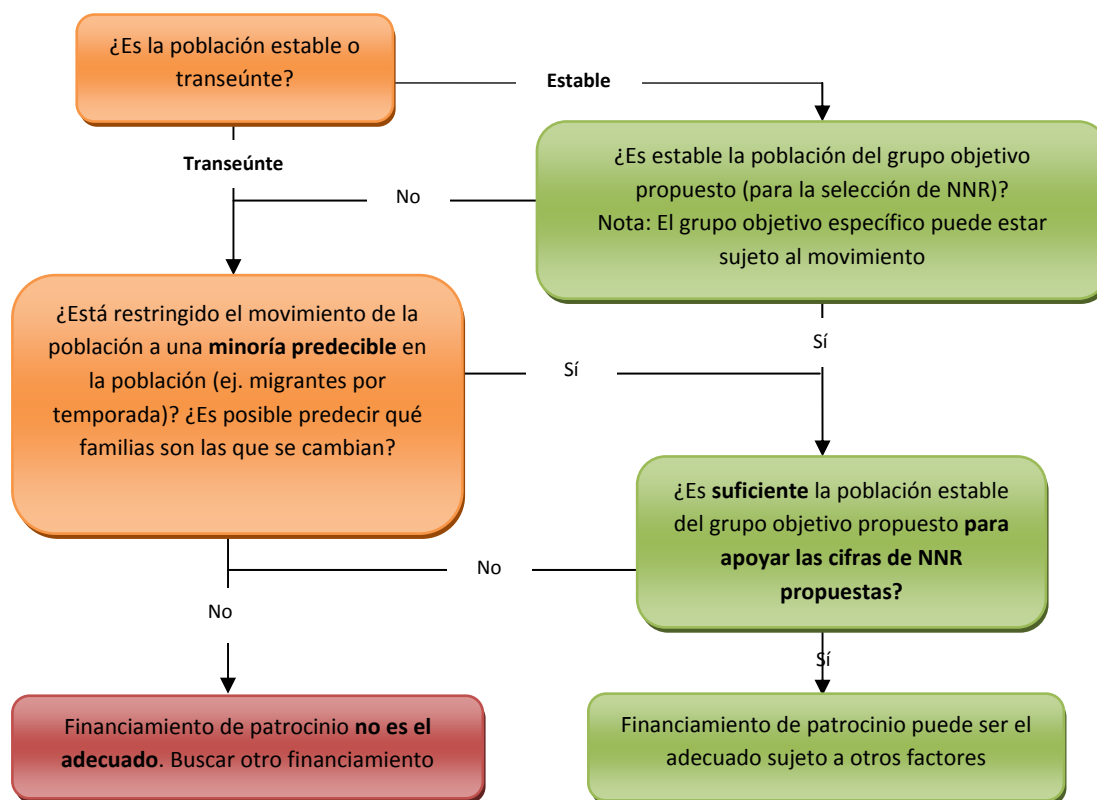 ¿Es la población estable o
transeúnte?
Estable
Transeúnte
¿Es estable la población del grupo objetivo
propuesto (para la selección de NNR)?
Nota: El grupo objetivo específico puede estar
sujeto al movimiento
No
¿Está restringido el movimiento de la
población a una minoría predecible en
la población (ej. migrantes por
temporada)? ¿Es posible predecir qué
familias son las que se cambian?
Sí
Sí
¿Es suficiente la población estable
del grupo objetivo propuesto para
apoyar las cifras de NNR
propuestas?
No
No
Sí
Financiamiento de patrocinio no es el
adecuado. Buscar otro financiamiento
Financiamiento de patrocinio puede ser el
adecuado sujeto a otros factores